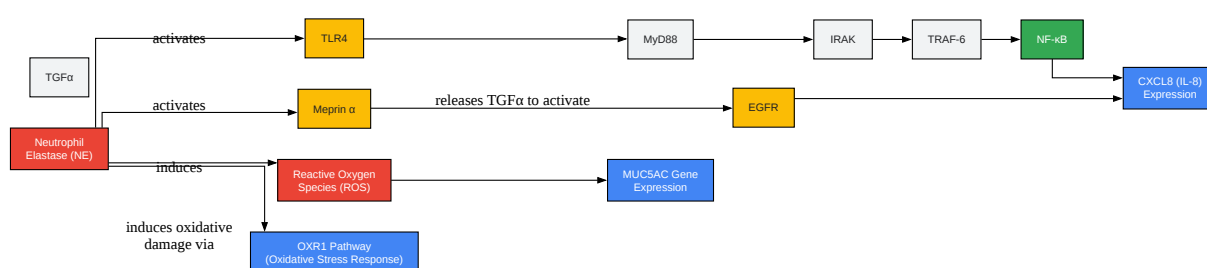 activates
TLR4
MyD88
IRAK
TRAF-6
NF-κB
TGFα
CXCL8 (IL-8)
Expression
activates
Meprin α
releases TGFα to activate
EGFR
Neutrophil
Elastase (NE)
induces
Reactive Oxygen
Species (ROS)
MUC5AC Gene
Expression
induces oxidative
damage via
OXR1 Pathway
(Oxidative Stress Response)